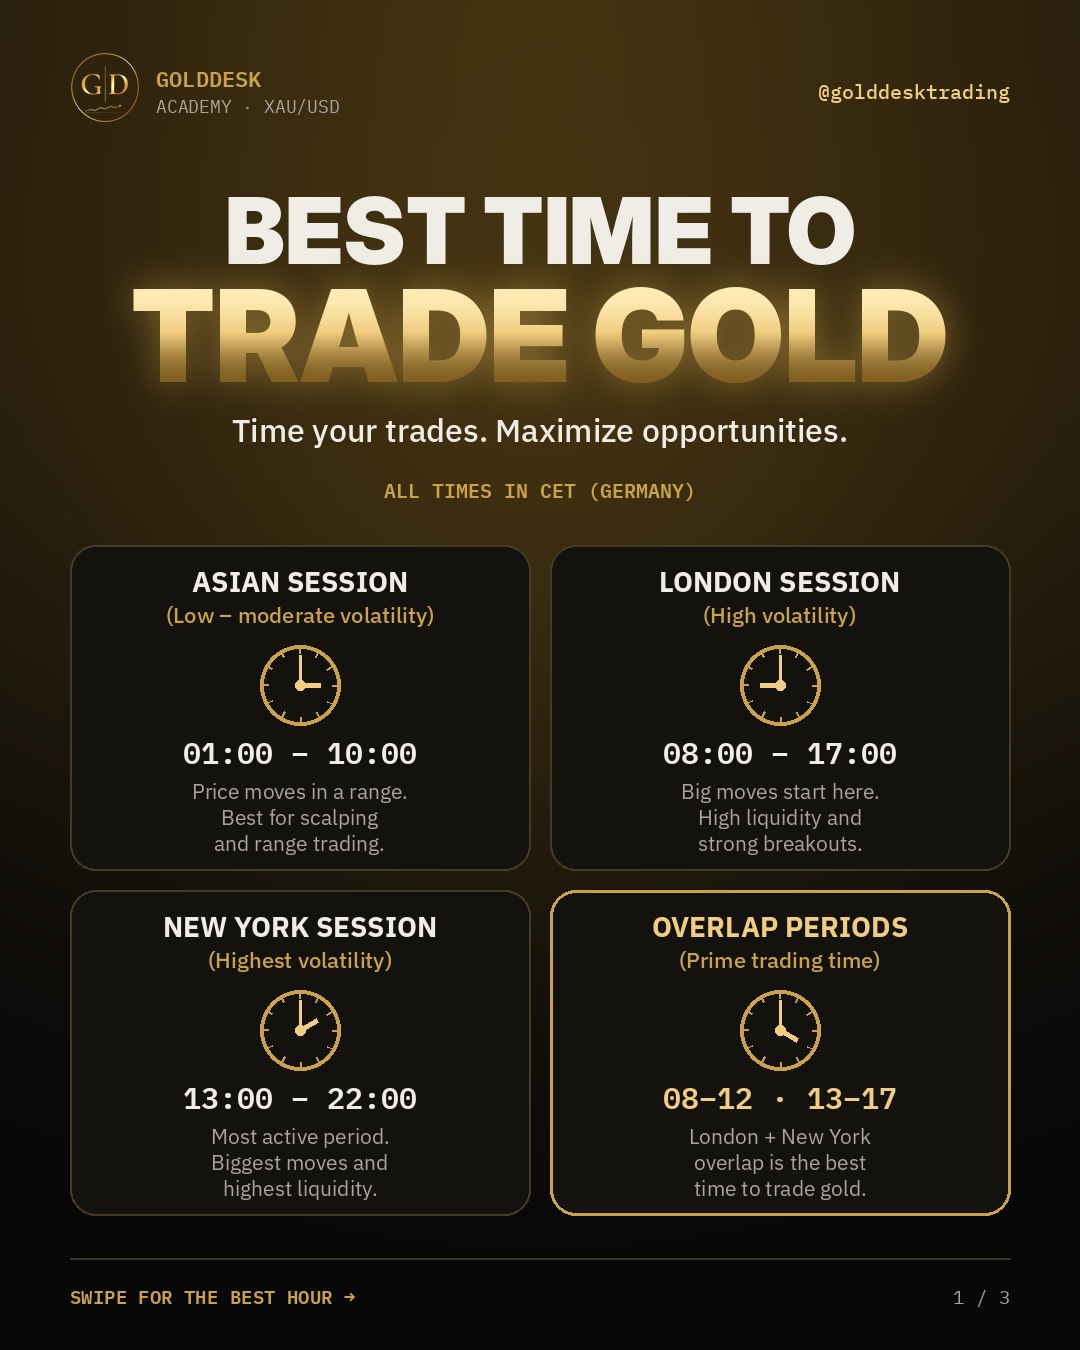 G D
GOLDDESK
ACADEMY · XAU/USD
@golddesktrading
BEST TIME TO
TRADE GOLD
Time your trades. Maximize opportunities.
ALL TIMES IN CET (GERMANY)
ASIAN SESSION
(Low – moderate volatility)
01:00 – 10:00
Price moves in a range.
Best for scalping
and range trading.
LONDON SESSION
(High volatility)
08:00 – 17:00
Big moves start here.
High liquidity and
strong breakouts.
NEW YORK SESSION
(Highest volatility)
13:00 – 22:00
Most active period.
Biggest moves and
highest liquidity.
OVERLAP PERIODS
(Prime trading time)
08–12 · 13–17
London + New York
overlap is the best
time to trade gold.
SWIPE FOR THE BEST HOUR →
1 / 3